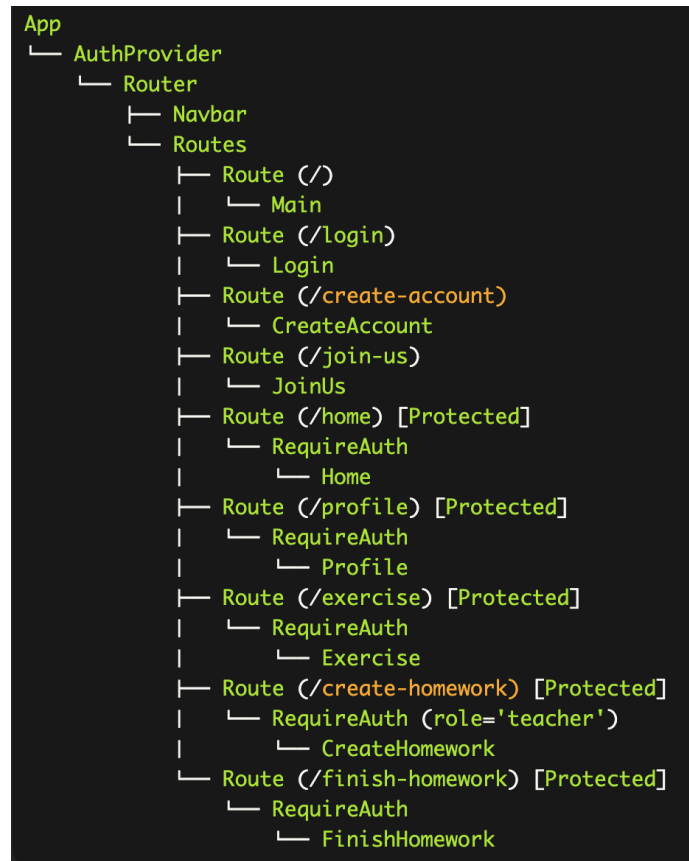 App
└── AuthProvider
    └── Router
        ├── Navbar
        └── Routes
            ├── Route (/)
            |   └── Main
            ├── Route (/login)
            |   └── Login
            ├── Route (/create-account)
            |   └── CreateAccount
            ├── Route (/join-us)
            |   └── JoinUs
            ├── Route (/home) [Protected]
            |   └── RequireAuth
            |       └── Home
            ├── Route (/profile) [Protected]
            |   └── RequireAuth
            |       └── Profile
            ├── Route (/exercise) [Protected]
            |   └── RequireAuth
            |       └── Exercise
            ├── Route (/create-homework) [Protected]
            |   └── RequireAuth (role='teacher')
            |       └── CreateHomework
            └── Route (/finish-homework) [Protected]
                └── RequireAuth
                    └── FinishHomework